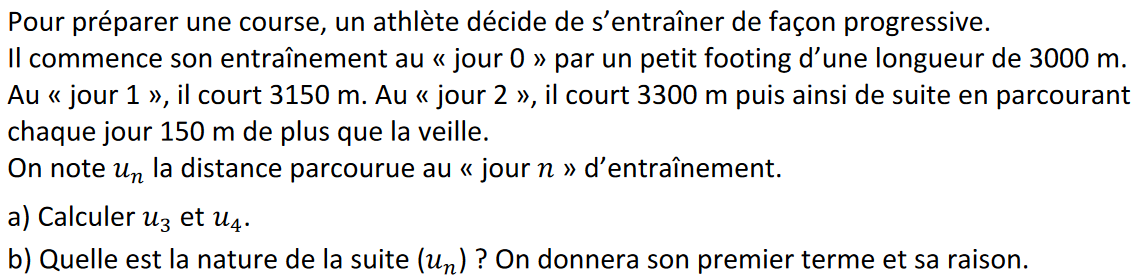 Pour préparer une course, un athlète décide de s’entraîner de façon progressive.
Il commence son entraînement au « jour 0 » par un petit footing d’une longueur de 3000 m.
Au « jour 1 », il court 3150 m. Au « jour 2 », il court 3300 m puis ainsi de suite en parcourant
chaque jour 150 m de plus que la veille.
On note uₙ la distance parcourue au « jour n » d’entraînement.
a) Calculer u₃ et u₄.
b) Quelle est la nature de la suite (uₙ) ? On donnera son premier terme et sa raison.